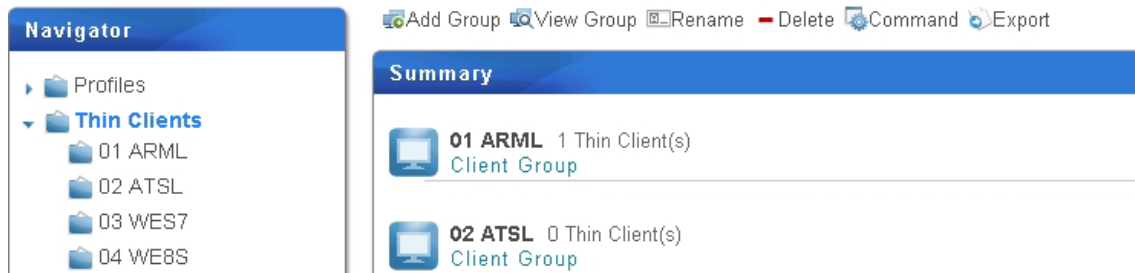 Navigator
Profiles
Thin Clients
01 ARML
02 ATSL
03 WES7
04 WE8S
Add Group View Group Rename Delete Command Export
Summary
01 ARML 1 Thin Client(s)
Client Group
02 ATSL 0 Thin Client(s)
Client Group